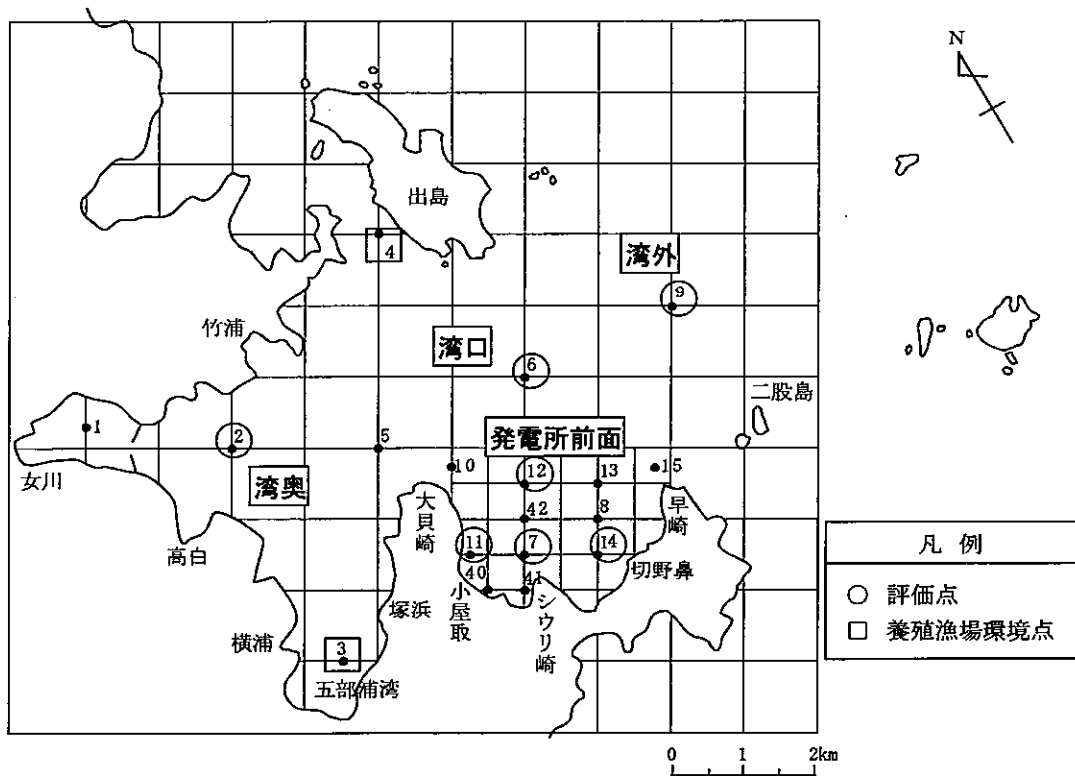 N
出島
4
湾外
9
竹浦
湾口
6
二股島
発電所前面
1
2
5
10
12
13
15
女川
湾奥
大貝崎
42
8
早崎
高白
11
7
14
切野鼻
40
41
小屋取
シウリ崎
塚浜
横浦
3
五部浦湾
凡例
○ 評価点
□ 養殖漁場環境点
0 1 2km